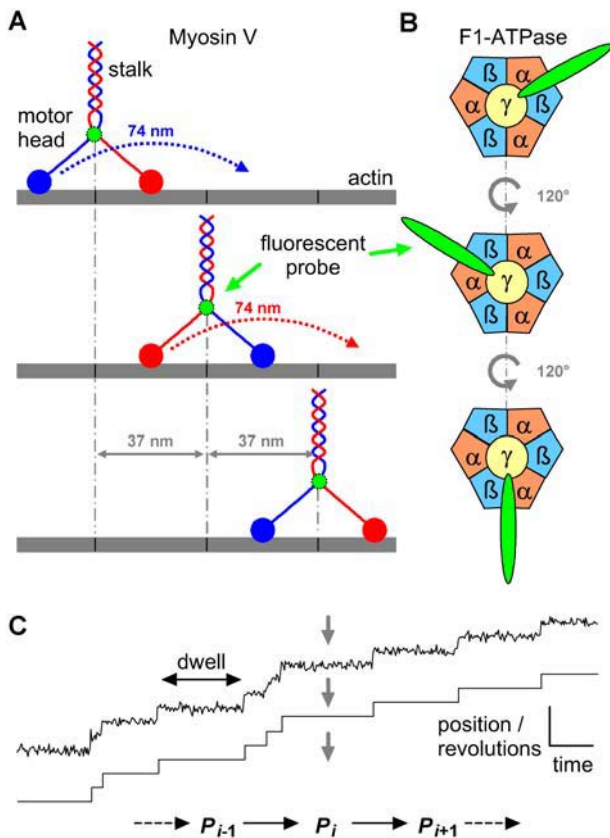 A
Myosin V
stalk
motor
head
74 nm
actin
fluorescent
probe
74 nm
37 nm
37 nm
B
F1-ATPase
ß
α
α
γ
ß
ß
α
120°
ß
α
α
γ
ß
ß
α
120°
ß
α
α
γ
ß
ß
α
C
dwell
position /
revolutions
time
Pi-1
Pi
Pi+1